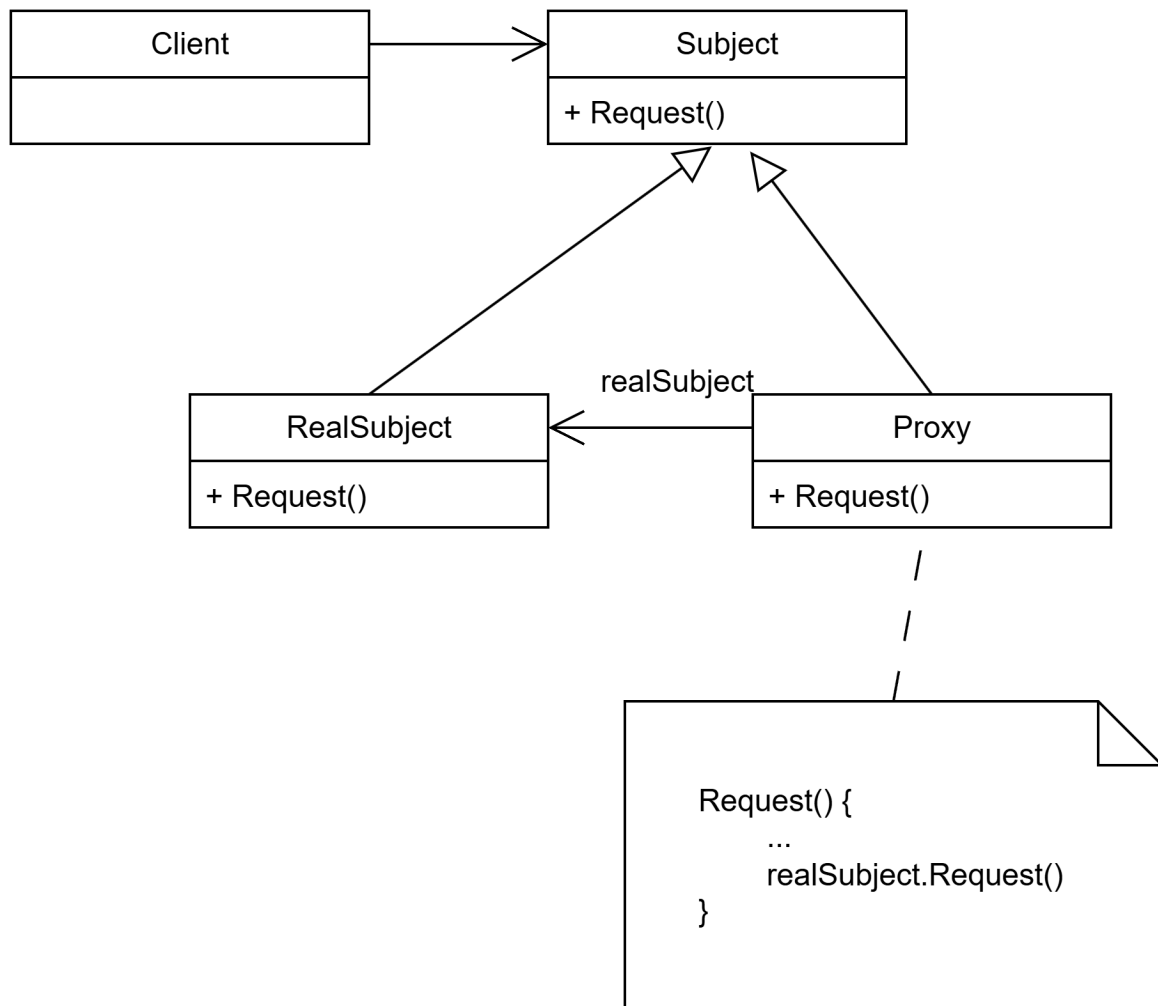 Client
Subject
+ Request()
realSubject
RealSubject
Proxy
+ Request()
+ Request()
Request() {
...
realSubject.Request()
}